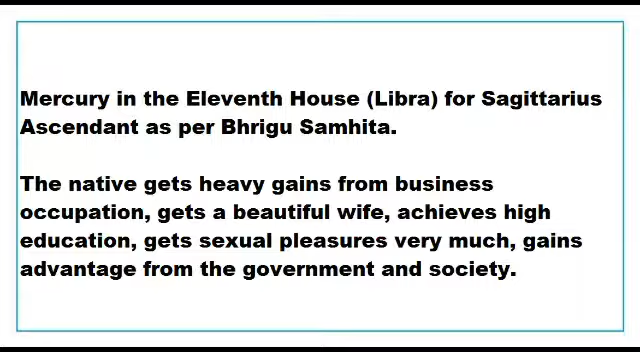 Mercury in the Eleventh House (Libra) for Sagittarius
Ascendant as per Bhrigu Samhita.
The native gets heavy gains from business
occupation, gets a beautiful wife, achieves high
education, gets sexual pleasures very much, gains
advantage from the government and society.